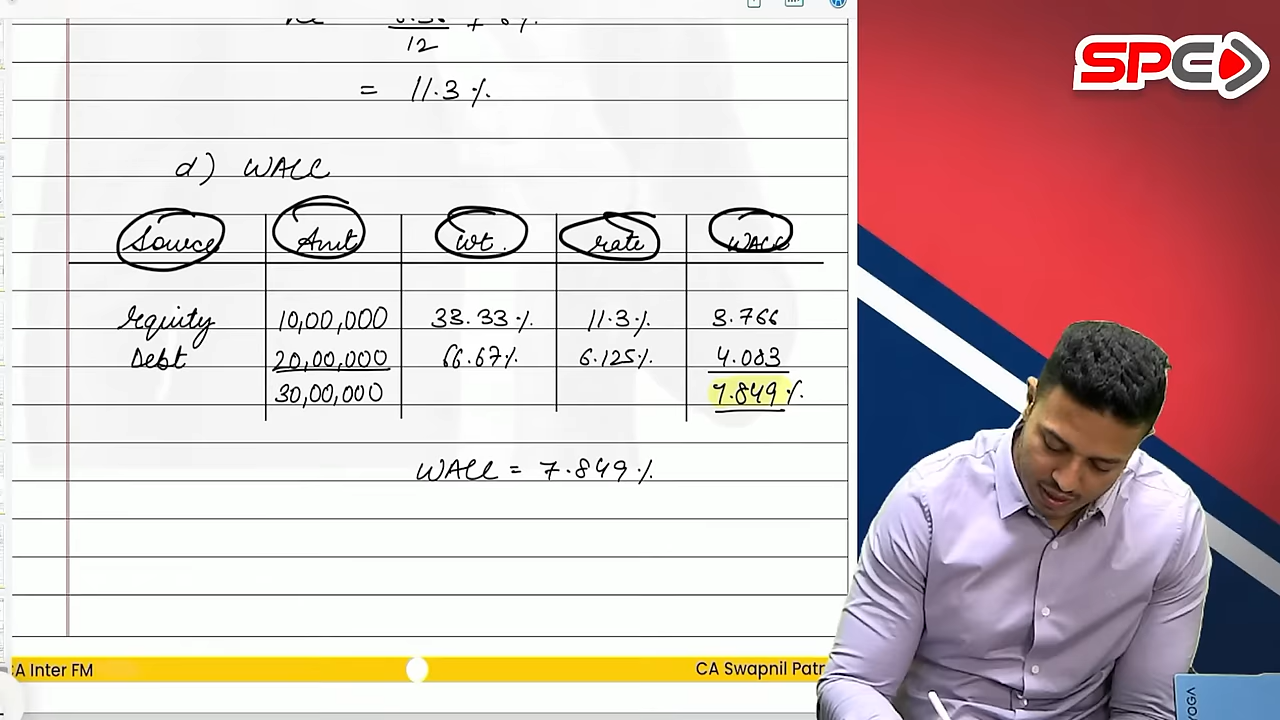 12
= 11.3%
SPC
d) WACC
Source Amt wt. rate WACC
equity 10,00,000 33.33% 11.3% 3.766
Debt 20,00,000 66.67% 6.125% 4.083
30,00,000 7.849%
WACC = 7.849%
A Inter FM
CA Swapnil Patr
YOGA